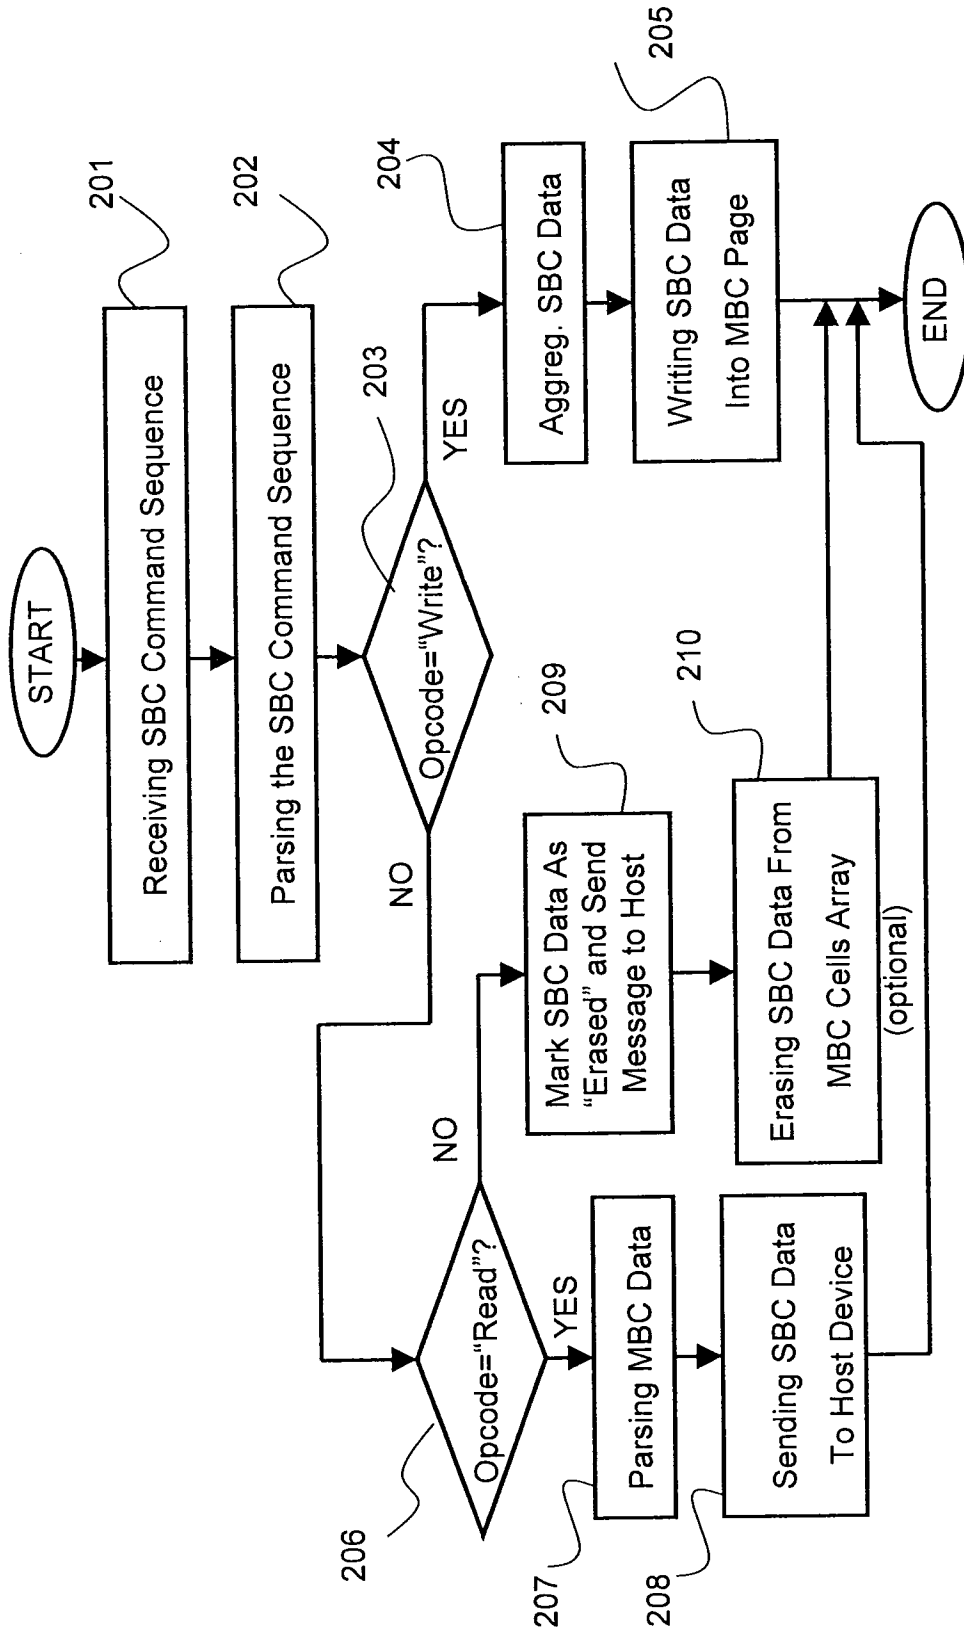 START
201
Receiving SBC Command Sequence
202
Parsing the SBC Command Sequence
203
Opcode="Write"?
NO
YES
204
Aggreg. SBC Data
205
Writing SBC Data
Into MBC Page
206
Opcode="Read"?
NO
YES
207
Parsing MBC Data
208
Sending SBC Data
To Host Device
209
Mark SBC Data As
"Erased" and Send
Message to Host
210
Erasing SBC Data From
MBC Cells Array
(optional)
END